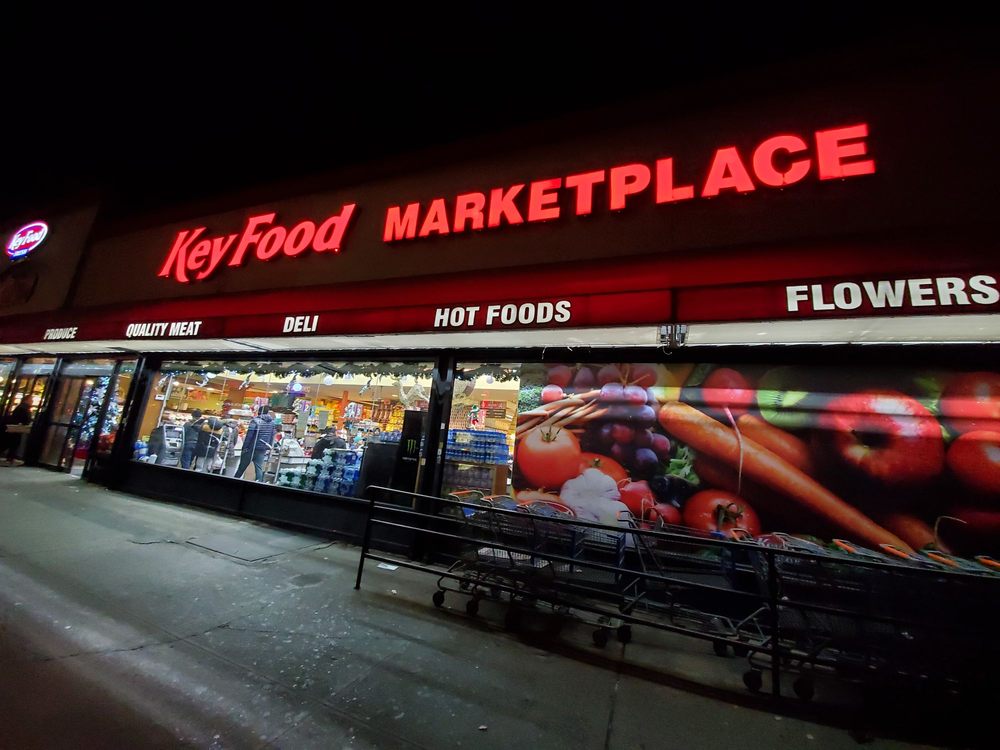 KeyFood MARKETPLACE
KeyFood
PRODUCE
QUALITY MEAT
DELI
HOT FOODS
FLOWERS